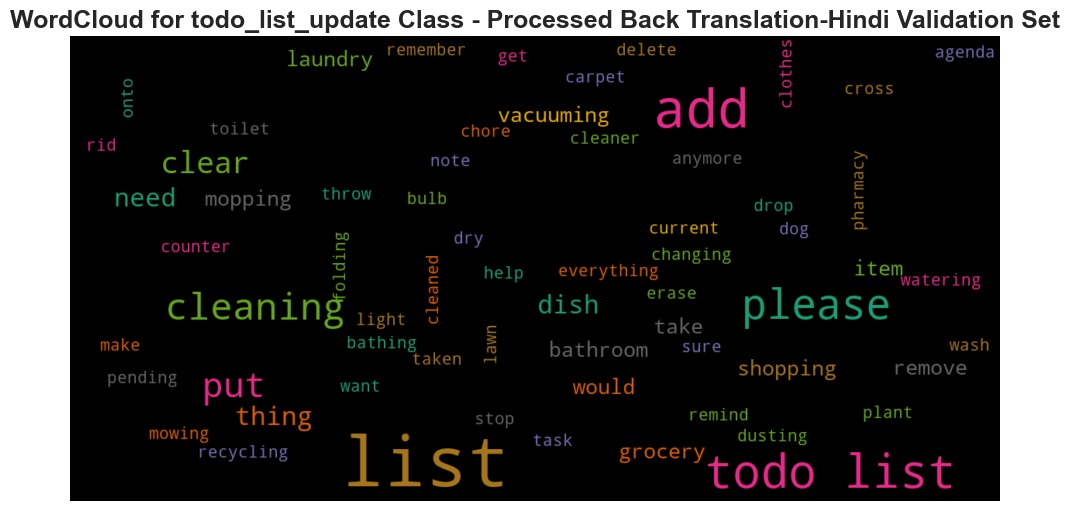 WordCloud for todo_list_update Class - Processed Back Translation-Hindi Validation Set
laundry
remember
get
delete
agenda
carpet
clothes
cross
onto
vacuuming
add
toilet
chore
cleaner
rid
clear
note
anymore
pharmacy
need
mopping
throw
bulb
drop
current
dog
counter
folding
dry
changing
cleaned
help
everything
item
watering
cleaning
dish
erase
please
light
take
make
bathing
lawn
bathroom
sure
wash
taken
pending
put
want
would
shopping
remove
thing
stop
remind
plant
mowing
recycling
list
task
grocery
dusting
todo list